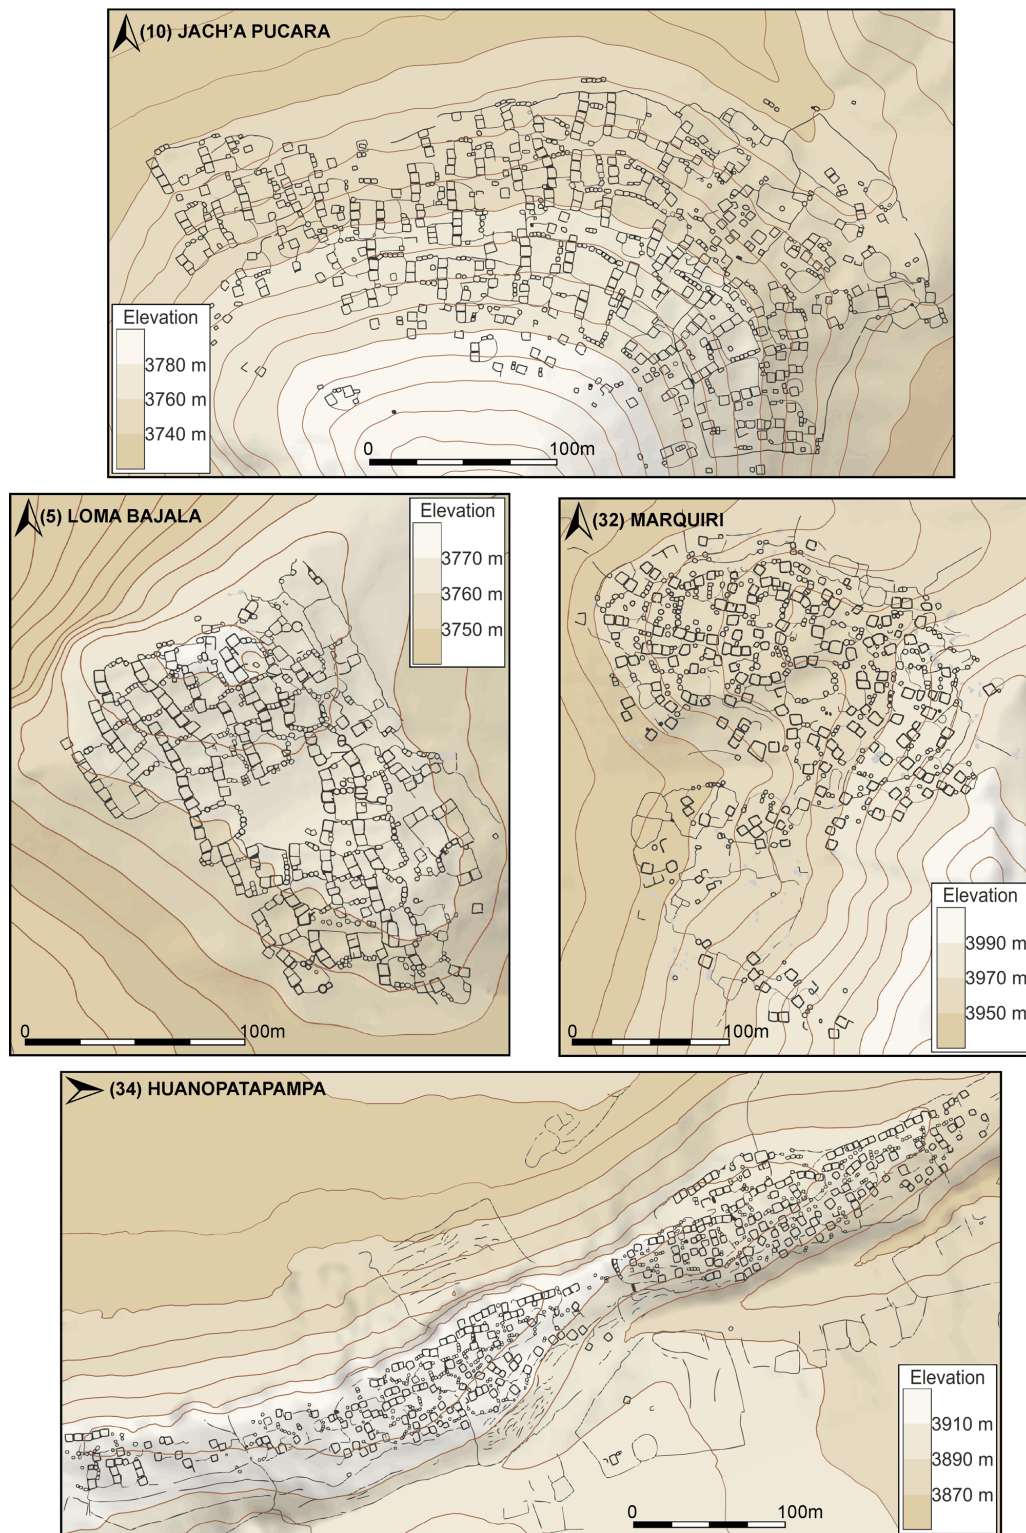 (10) JACH'A PUCARA
Elevation
3780 m
3760 m
3740 m
0 100m
(5) LOMA BAJALA
Elevation
3770 m
3760 m
3750 m
0 100m
(32) MARQUIRI
Elevation
3990 m
3970 m
3950 m
0 100m
(34) HUANOPATAPAMPA
Elevation
3910 m
3890 m
3870 m
0 100m